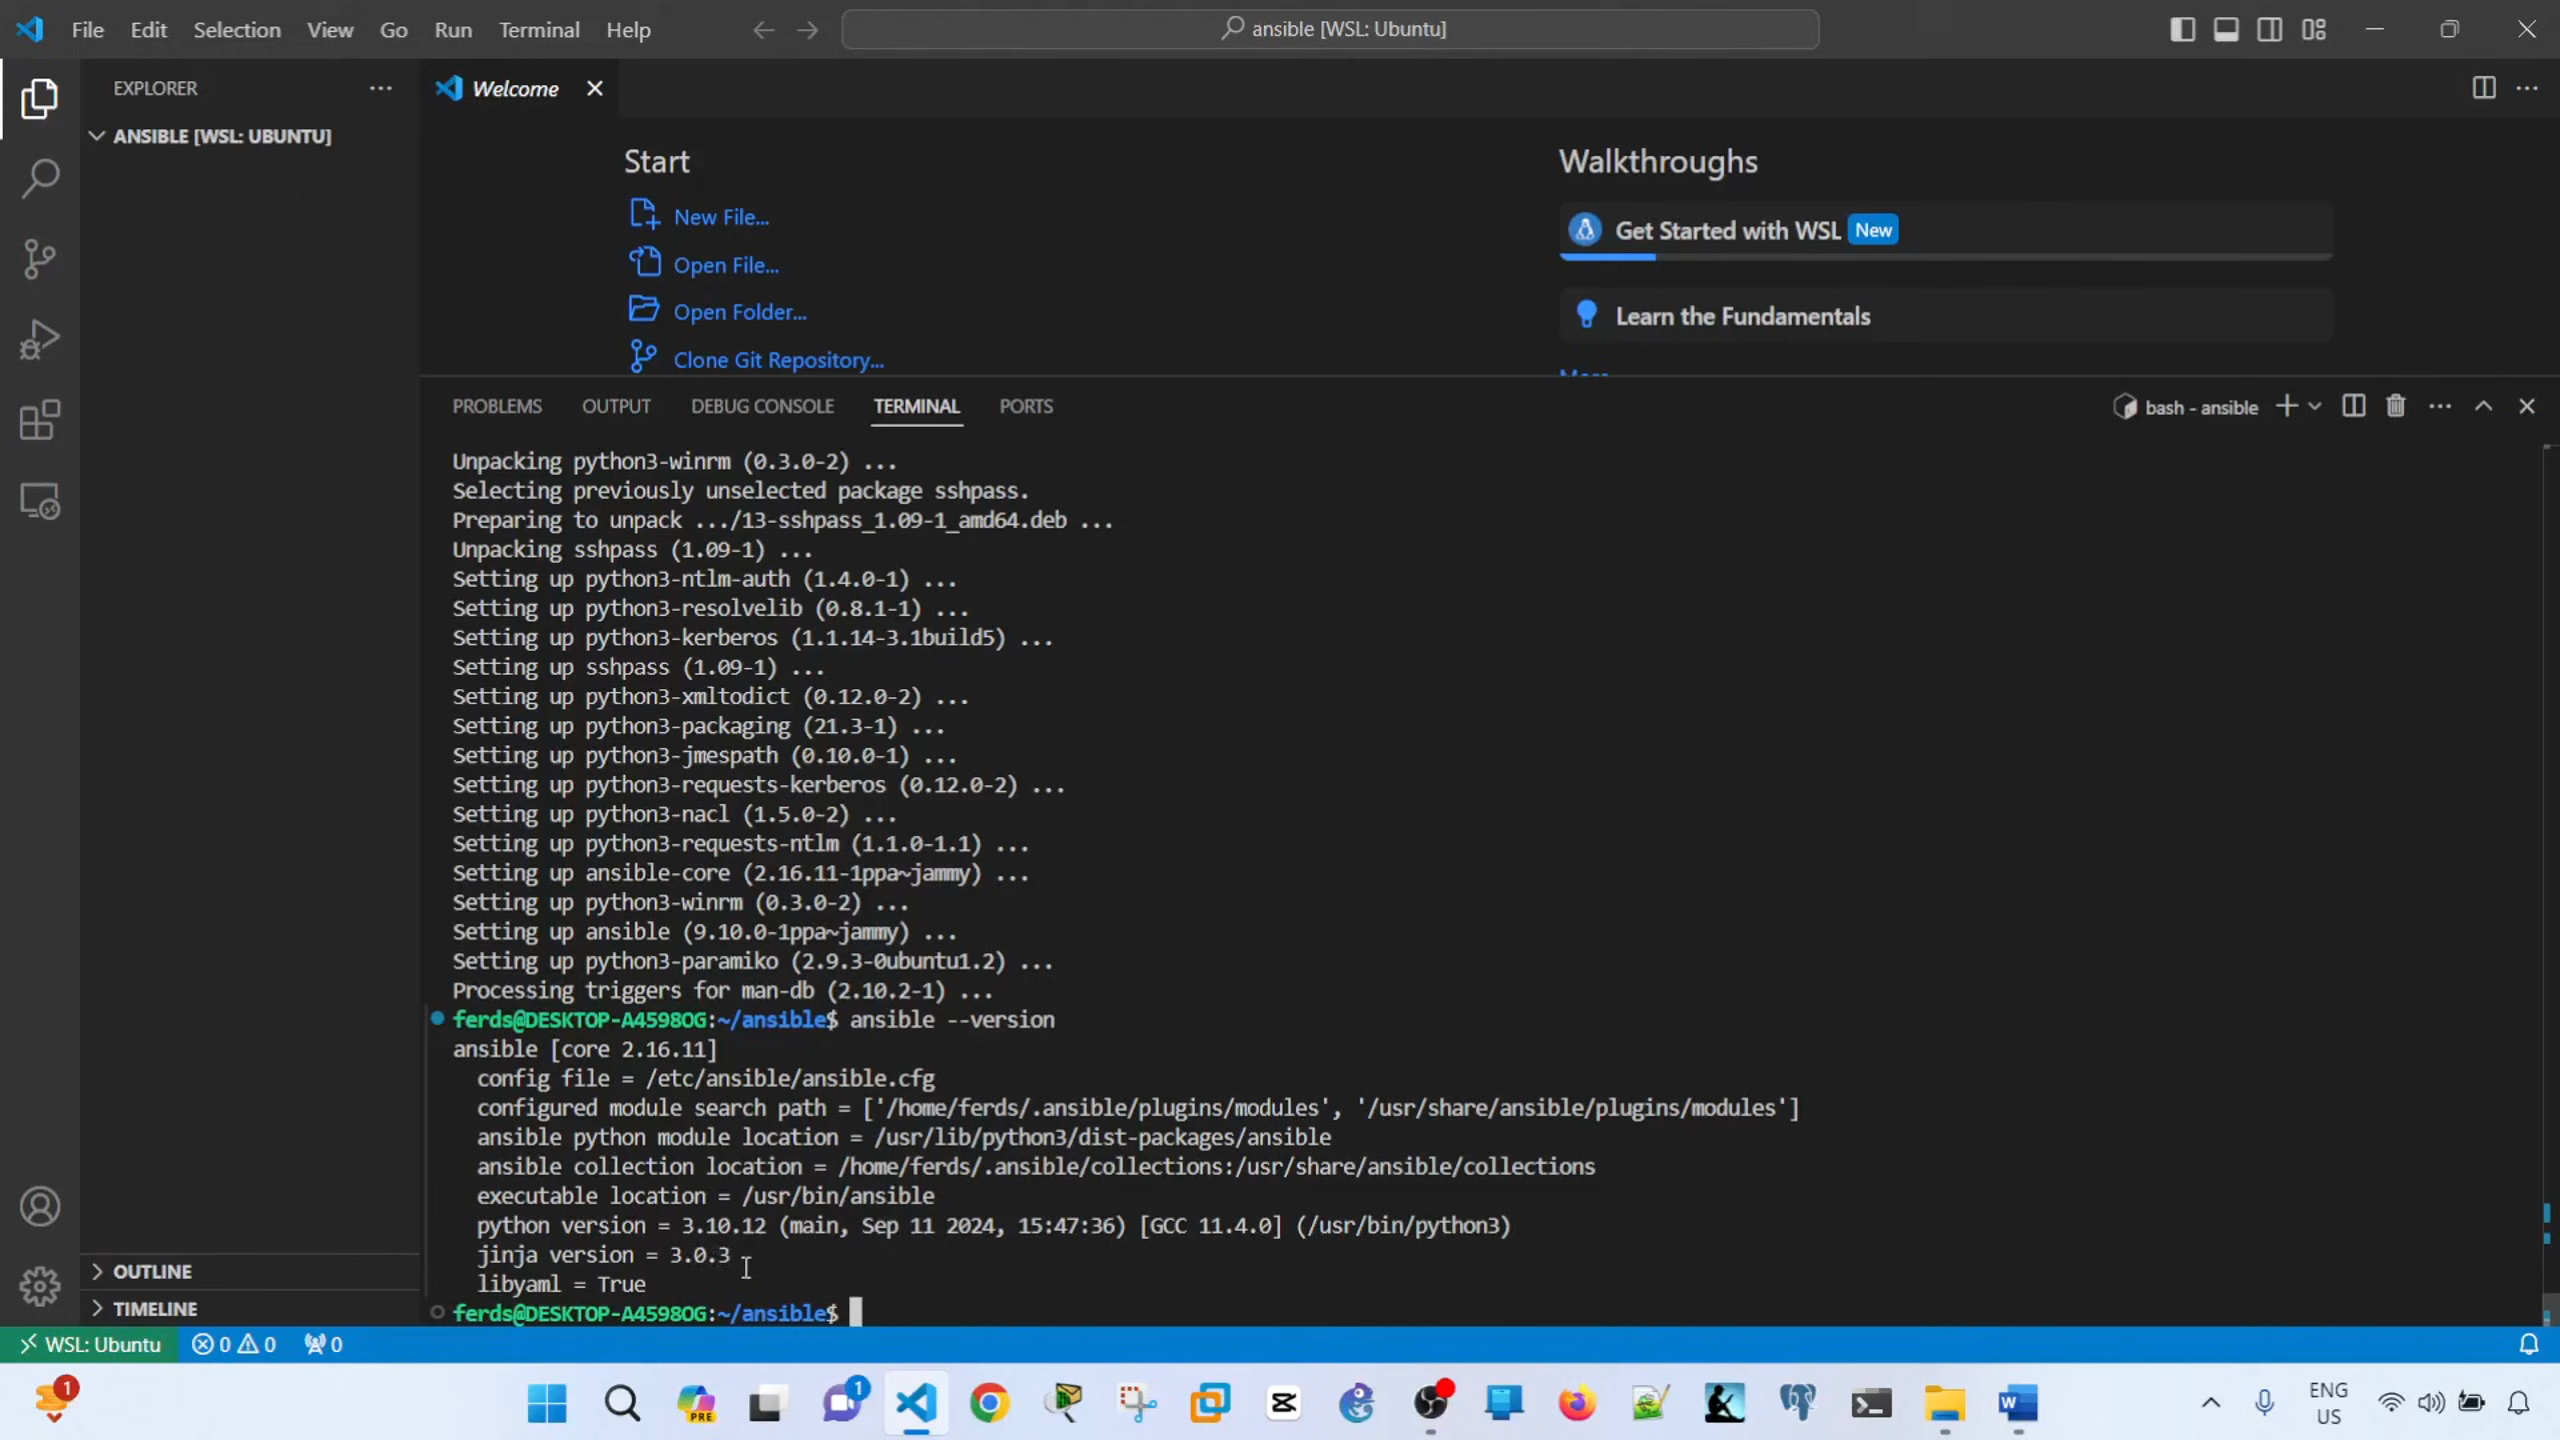 File Edit Selection View Go Run Terminal Help
ansible [WSL: Ubuntu]
EXPLORER
Welcome
ANSIBLE [WSL: UBUNTU]
Start
New File...
Open File...
Open Folder...
Clone Git Repository...
Walkthroughs
Get Started with WSL New
Learn the Fundamentals
More
PROBLEMS OUTPUT DEBUG CONSOLE TERMINAL PORTS
bash - ansible
Unpacking python3-winrm (0.3.0-2) ...
Selecting previously unselected package sshpass.
Preparing to unpack .../13-sshpass_1.09-1_amd64.deb ...
Unpacking sshpass (1.09-1) ...
Setting up python3-ntlm-auth (1.4.0-1) ...
Setting up python3-resolvelib (0.8.1-1) ...
Setting up python3-kerberos (1.1.14-3.1build5) ...
Setting up sshpass (1.09-1) ...
Setting up python3-xmltodict (0.12.0-2) ...
Setting up python3-packaging (21.3-1) ...
Setting up python3-jmespath (0.10.0-1) ...
Setting up python3-requests-kerberos (0.12.0-2) ...
Setting up python3-nacl (1.5.0-2) ...
Setting up python3-requests-ntlm (1.1.0-1.1) ...
Setting up ansible-core (2.16.11-1ppa~jammy) ...
Setting up python3-winrm (0.3.0-2) ...
Setting up ansible (9.10.0-1ppa~jammy) ...
Setting up python3-paramiko (2.9.3-0ubuntu1.2) ...
Processing triggers for man-db (2.10.2-1) ...
ferds@DESKTOP-A4598OG:~/ansible$ ansible --version
ansible [core 2.16.11]
config file = /etc/ansible/ansible.cfg
configured module search path = ['/home/ferds/.ansible/plugins/modules', '/usr/share/ansible/plugins/modules']
ansible python module location = /usr/lib/python3/dist-packages/ansible
ansible collection location = /home/ferds/.ansible/collections:/usr/share/ansible/collections
executable location = /usr/bin/ansible
python version = 3.10.12 (main, Sep 11 2024, 15:47:36) [GCC 11.4.0] (/usr/bin/python3)
jinja version = 3.0.3
libyaml = True
ferds@DESKTOP-A4598OG:~/ansible$
OUTLINE
TIMELINE
WSL: Ubuntu 0 0 0
1
PRE
1
ENG
US